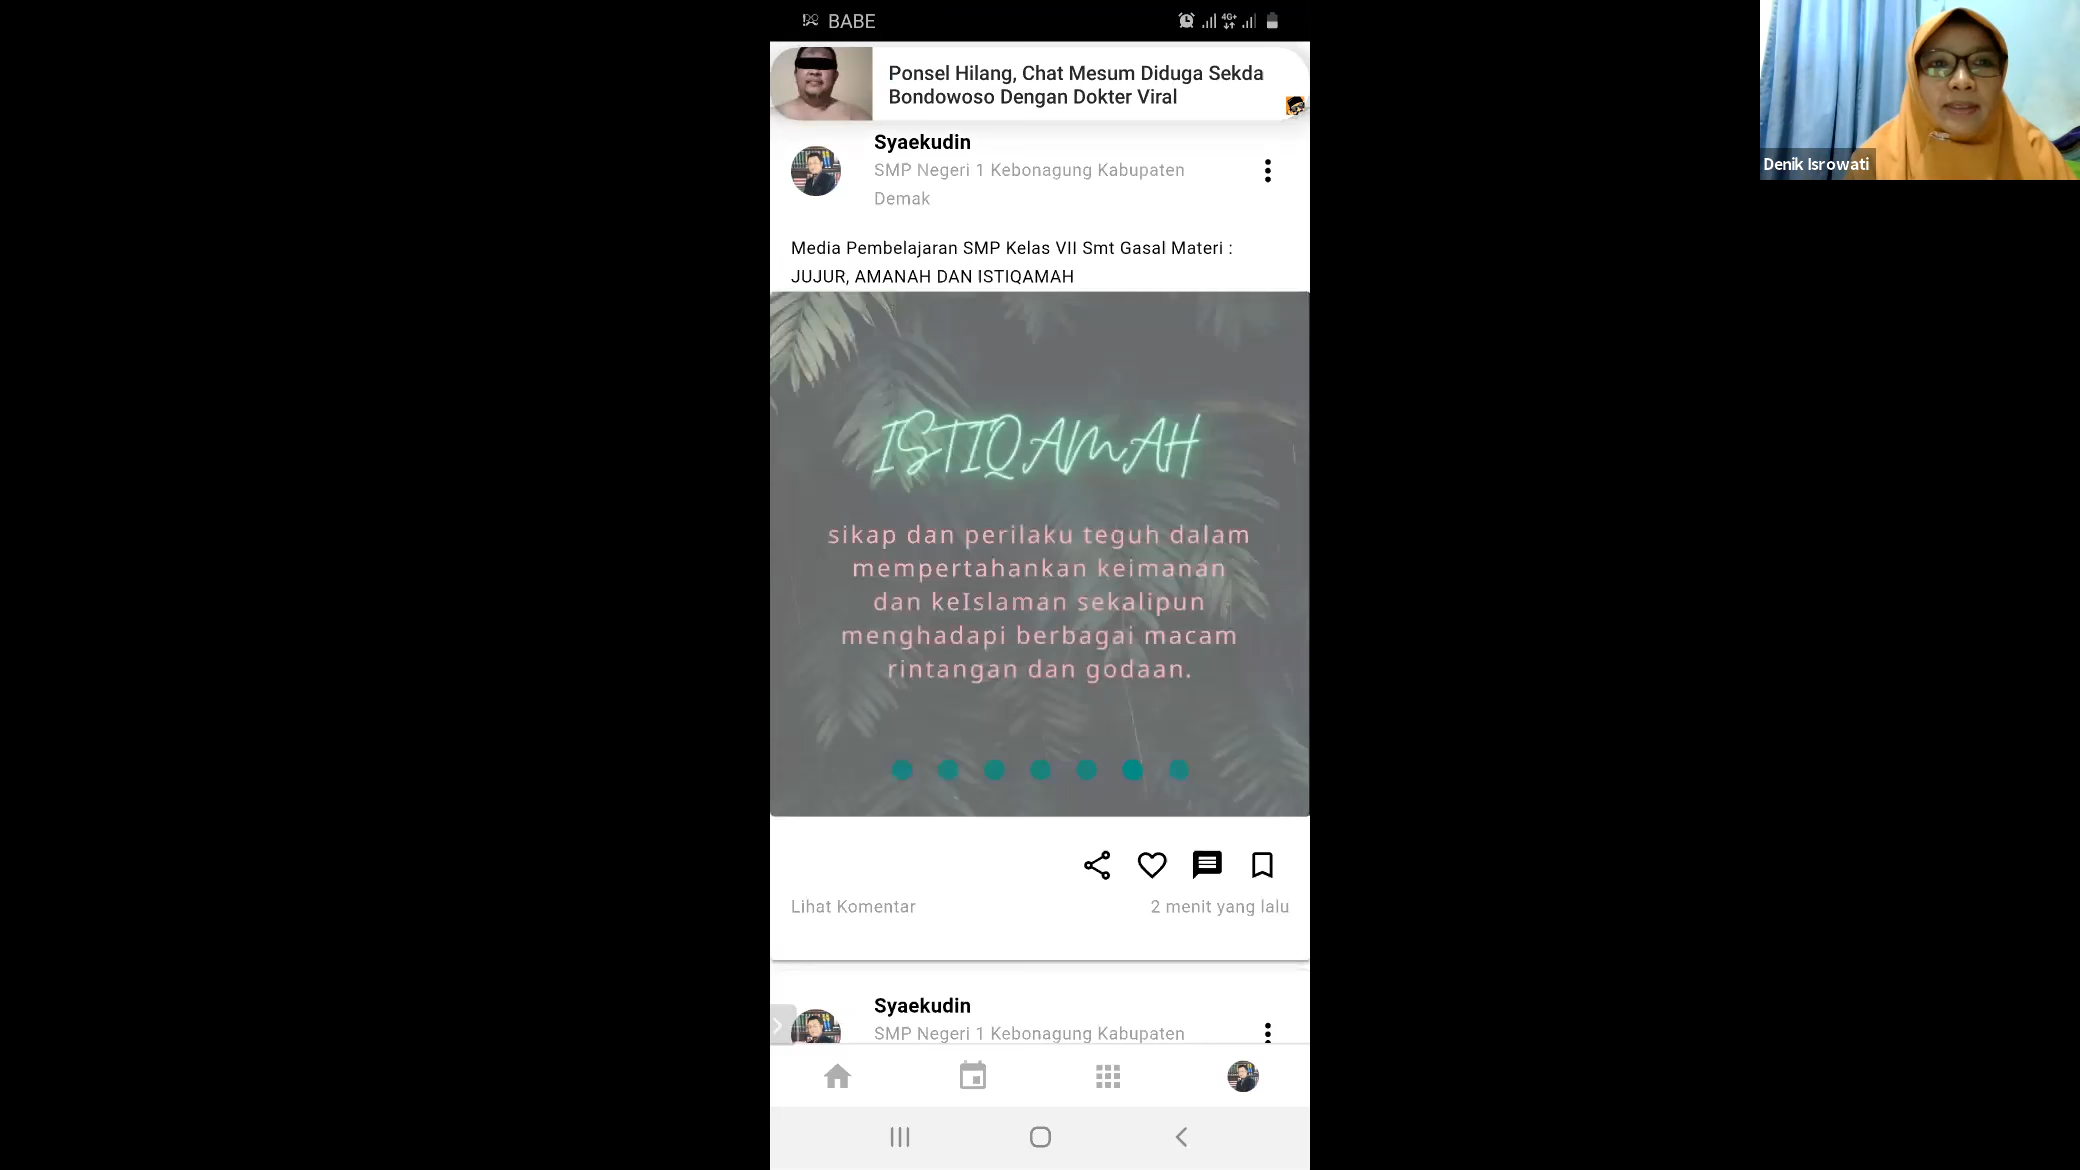 BABE
4G+
Ponsel Hilang, Chat Mesum Diduga Sekda
Bondowoso Dengan Dokter Viral
Syaekudin
SMP Negeri 1 Kebonagung Kabupaten
Demak
Media Pembelajaran SMP Kelas VII Smt Gasal Materi :
JUJUR, AMANAH DAN ISTIQAMAH
ISTIQAMAH
sikap dan perilaku teguh dalam
mempertahankan keimanan
dan keIslaman sekalipun
menghadapi berbagai macam
rintangan dan godaan.
Lihat Komentar
2 menit yang lalu
Syaekudin
SMP Negeri 1 Kebonagung Kabupaten
Denik Isrowati